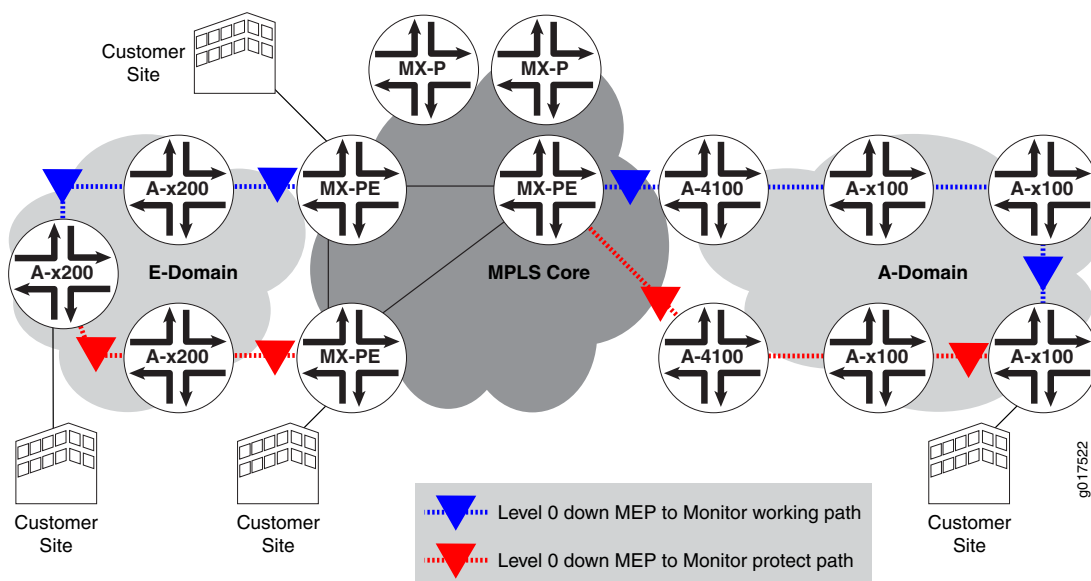 Customer
Site
MX-P
MX-P
A-x200
MX-PE
MX-PE
A-4100
A-x100
A-x100
A-x200
E-Domain
MPLS Core
A-Domain
A-x200
MX-PE
A-4100
A-x100
A-x100
Customer
Site
Customer
Site
Customer
Site
g017522
Level 0 down MEP to Monitor working path
Level 0 down MEP to Monitor protect path